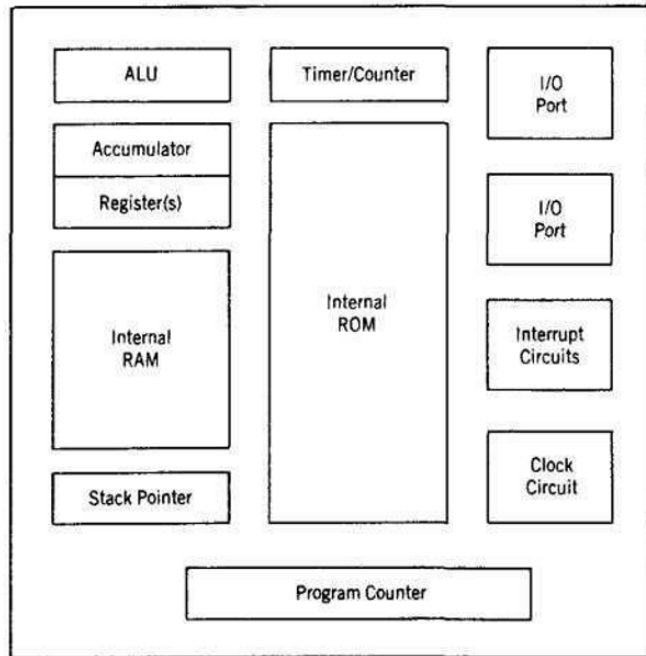 ALU
Accumulator
Register(s)
Internal
RAM
Stack Pointer
Timer/Counter
Internal
ROM
I/O
Port
I/O
Port
Interrupt
Circuits
Clock
Circuit
Program Counter